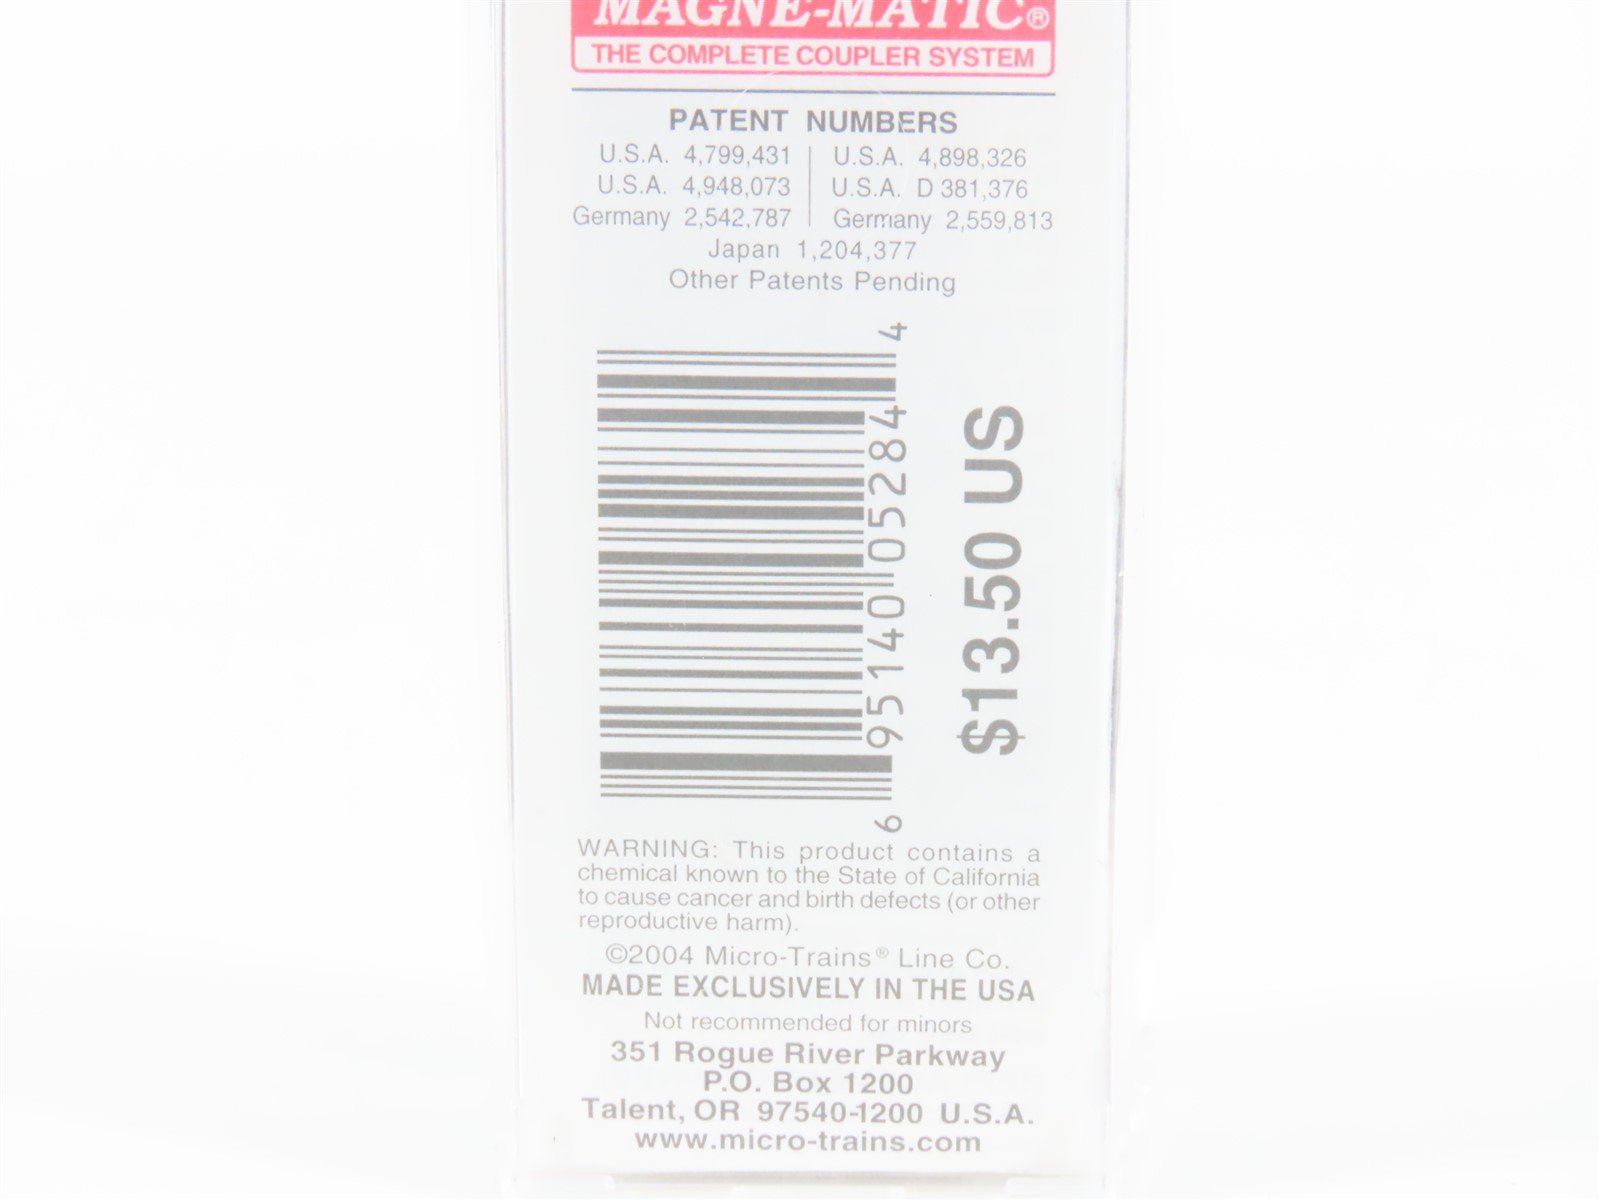 MAGNE-MATIC®
THE COMPLETE COUPLER SYSTEM
PATENT NUMBERS
U.S.A. 4,799,431 | U.S.A. 4,898,326
U.S.A. 4,948,073 | U.S.A. D 381,376
Germany 2,542,787 | Germany 2,559,813
Japan 1,204,377
Other Patents Pending
6 95140 05284 4
$13.50 US
WARNING: This product contains a
chemical known to the State of California
to cause cancer and birth defects (or other
reproductive harm).
©2004 Micro-Trains® Line Co.
MADE EXCLUSIVELY IN THE USA
Not recommended for minors
351 Rogue River Parkway
P.O. Box 1200
Talent, OR 97540-1200 U.S.A.
www.micro-trains.com